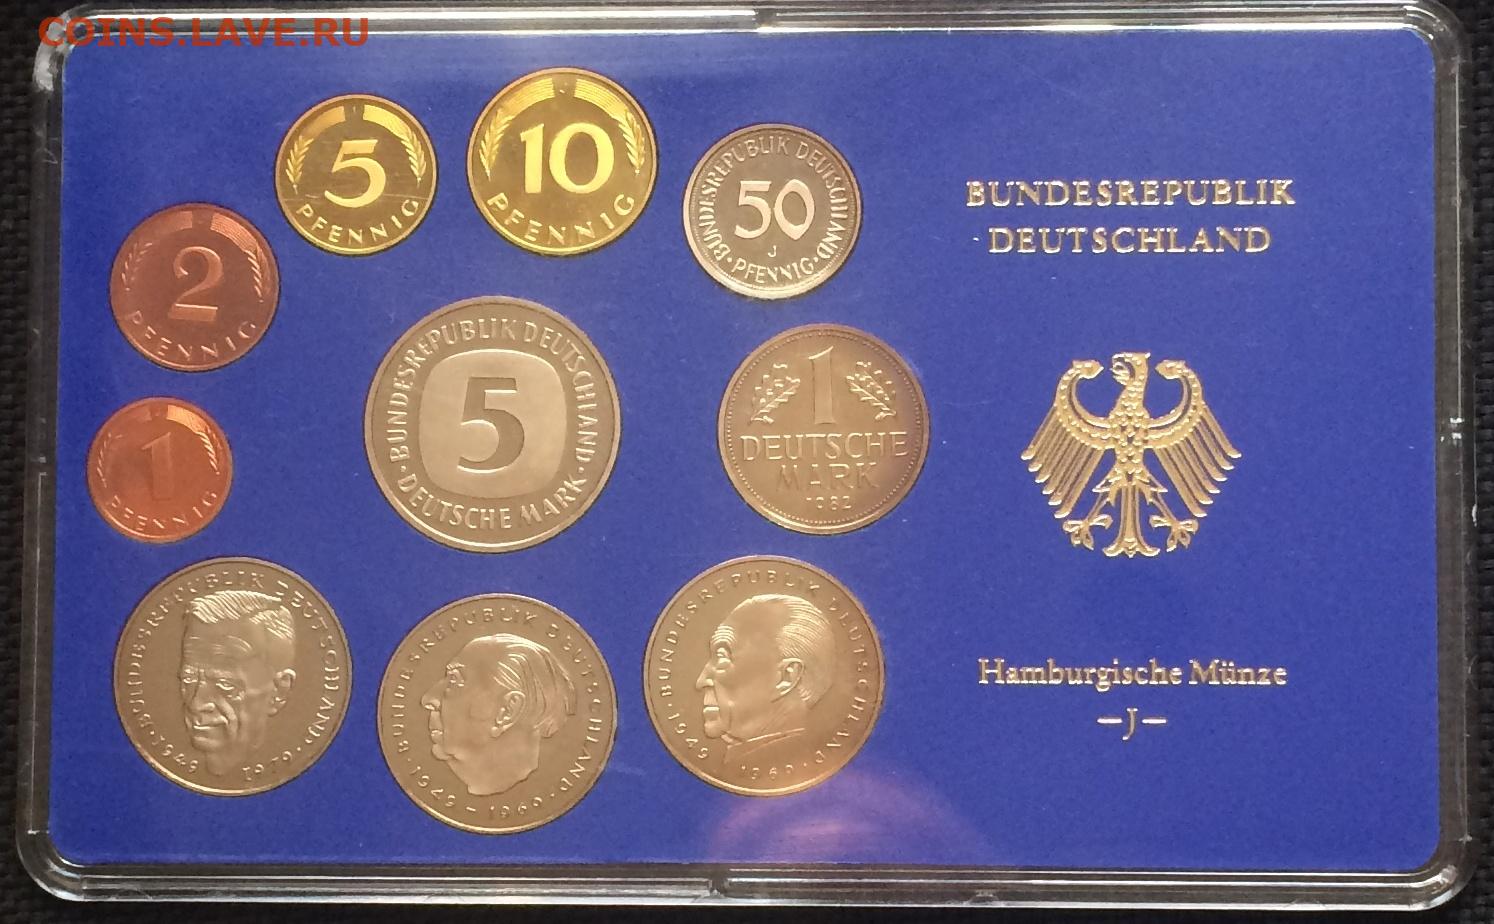 COINS.LAVE.RU
5
PFENNIG
10
PFENNIG
BUNDESREPUBLIK DEUTSCHLAND
50
J
PFENNIG
BUNDESREPUBLIK
DEUTSCHLAND
2
PFENNIG
1
PFENNIG
BUNDESREPUBLIK DEUTSCHLAND
5
DEUTSCHE MARK
1
DEUTSCHE
MARK
1982
BUNDESREPUBLIK DEUTSCHLAND
1949 1979
BUNDESREPUBLIK DEUTSCHLAND
1949 – 1969
BUNDESREPUBLIK DEUTSCHLAND
1949 1969
Hamburgische Münze
–J–